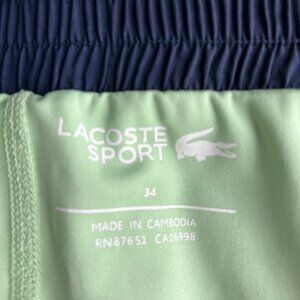 LACOSTE
SPORT
34
MADE IN CAMBODIA
RN87651 CA16998